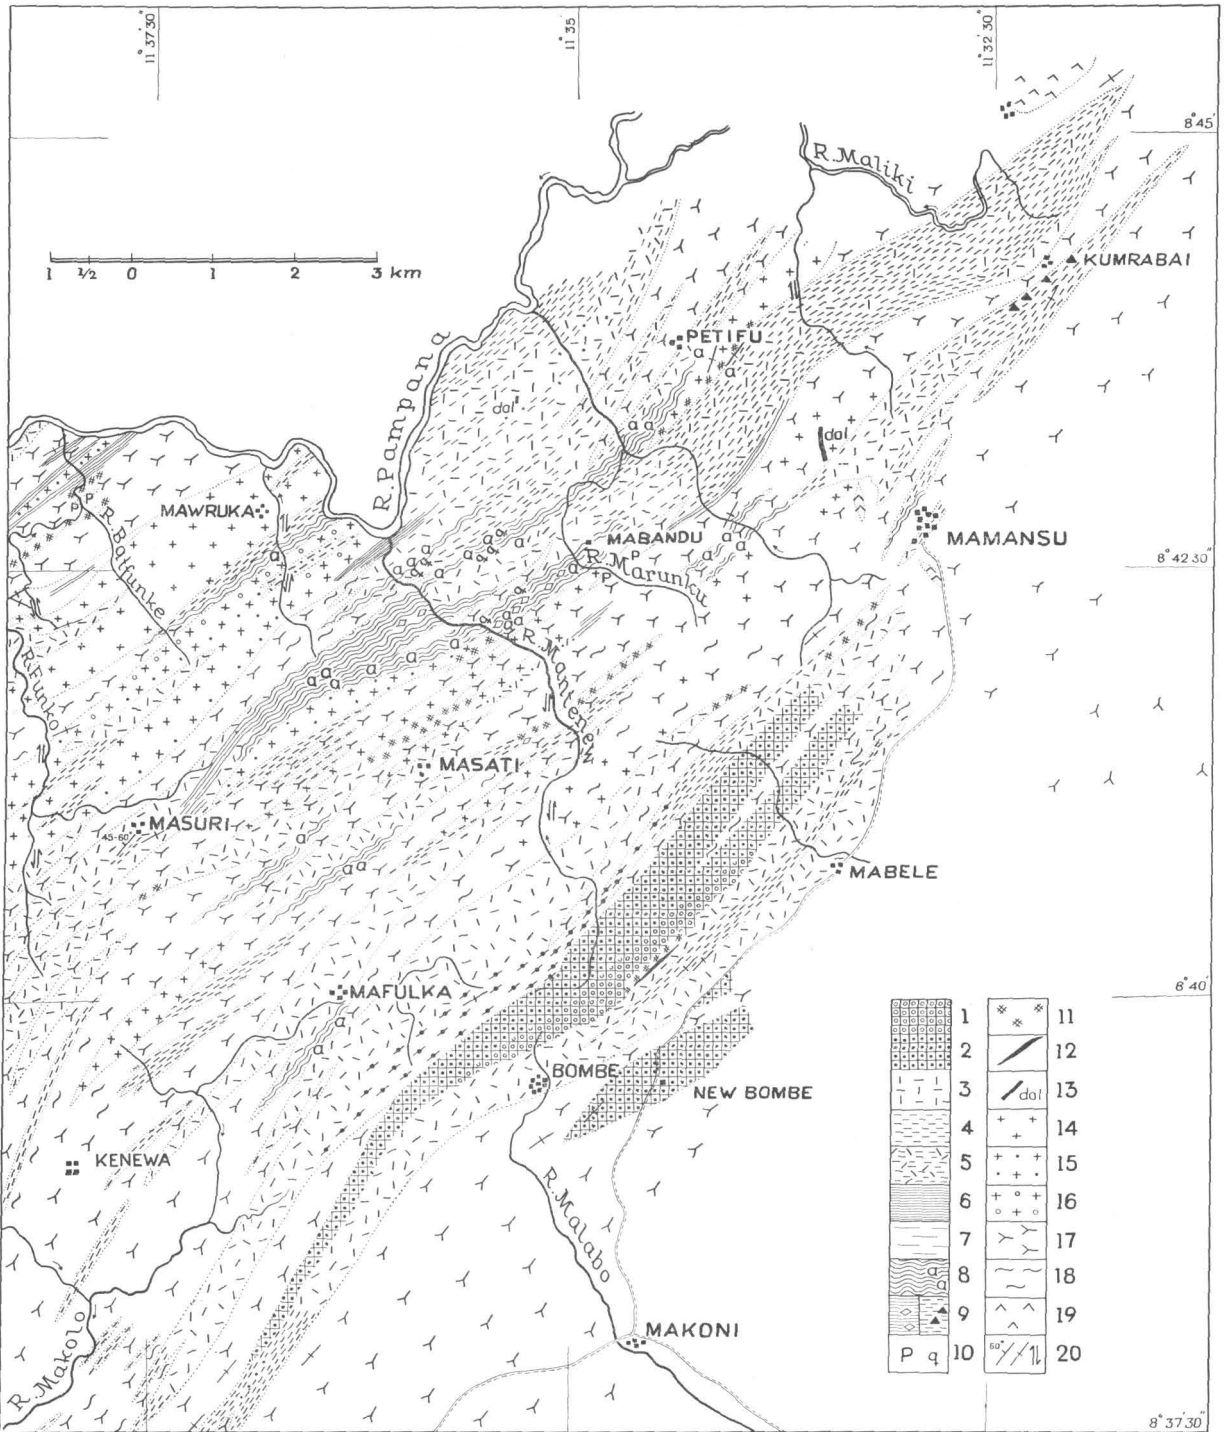 11° 37' 30"
11° 35'
11° 32' 30"
8° 45'
R. Maliki
KUMRABAI
1 1/2 0 1 2 3 km
PETIFU
a
a
R. Pampana
dol
a a
dol
P
P
MAWRUKA
R. Balfunke
MABANDU
P
R. Marunku
P
MAMANSU
8° 42' 30"
a
a
a
a
a
a
R. Funko
R. Mantenew
a
a
a
a
a
MASATI
MASURI
45-60°
a
a a
MABELE
MAFULKA
a
a
8° 40'
BOMBE
NEW BOMBE
KENEWA
R. Malabo
R. Makolo
MAKONI
1 11
2 12
3 dol 13
4 14
5 15
6 16
7 17
a a 8 18
9 19
P q 10 60° 20
8° 37' 30"